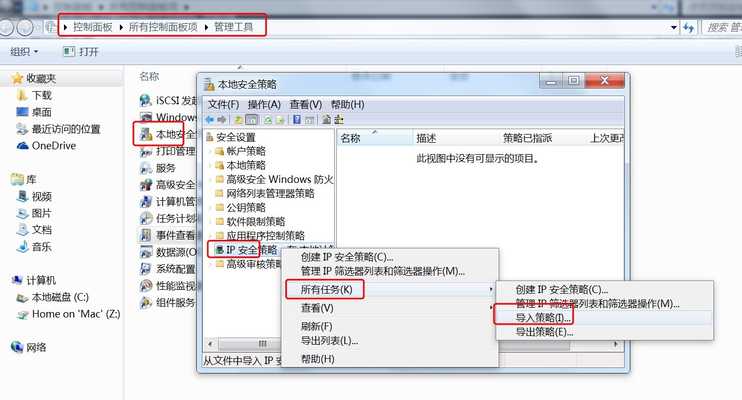 控制面板 ▸ 所有控制面板项 ▸ 管理工具
搜索 管
组织 打开
收藏夹
下载
桌面
最近访问的位置
OneDrive
库
视频
图片
文档
音乐
计算机
本地磁盘 (C:)
Home on 'Mac' (Z:)
网络
名称
iSCSI 发起
Windows
本地安全
打印管理
服务
高级安全
计算机管
任务计划
事件查看
数据源(O
系统配置
性能监视
组件服务
本地安全策略
文件(F) 操作(A) 查看(V) 帮助(H)
安全设置
帐户策略
本地策略
高级安全 Windows 防火
网络列表管理器策略
公钥策略
软件限制策略
应用程序控制策略
IP 安全策略
高级审核策略
名称 描述 策略已指派 上次更改
此视图中没有可显示的项目。
从文件中导入 IP 安
创建 IP 安全策略(C)...
管理 IP 筛选器列表和筛选器操作(M)...
所有任务(K)
查看(V)
刷新(F)
导出列表(L)...
帮助(H)
创建 IP 安全策略(C)...
管理 IP 筛选器列表和筛选器操作(M)...
导入策略(I)...
导出策略(E)...